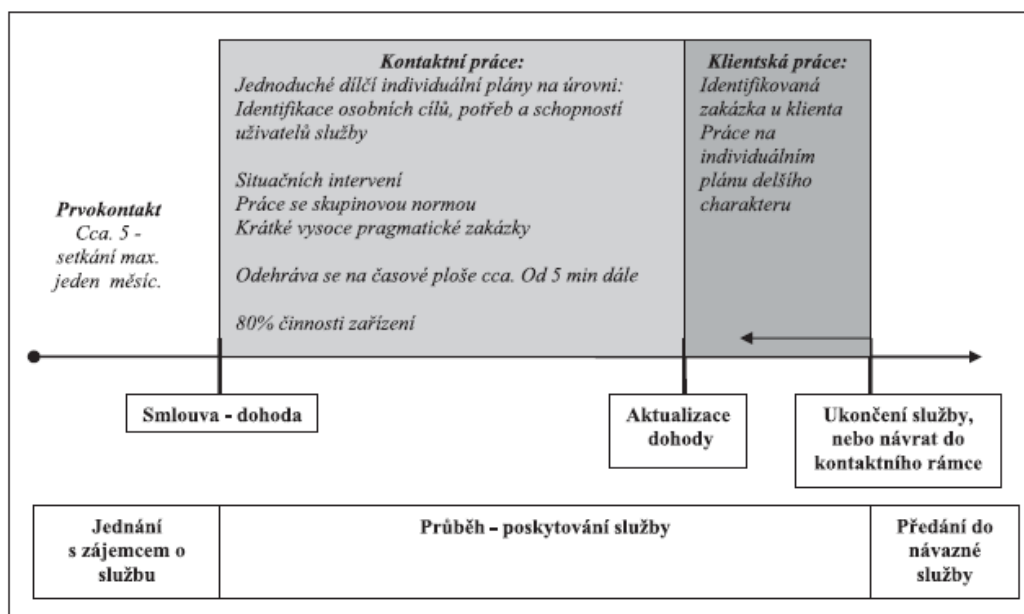 Kontaktní práce:
Jednoduché dílčí individuální plány na úrovni:
Identifikace osobních cílů, potřeb a schopností
uživatelů služby
Situačních intervení
Práce se skupinovou normou
Krátké vysoce pragmatické zakázky
Odehráva se na časové ploše cca. Od 5 min dále
80% činnosti zařízení
Klientská práce:
Identifikovaná
zakázka u klienta
Práce na
individuálním
plánu delšího
charakteru
Prvokontakt
Cca. 5 -
setkání max.
jeden měsíc.
Smlouva - dohoda
Aktualizace
dohody
Ukončení služby,
nebo návrat do
kontaktního rámce
Jednání
s zájemcem o
službu
Průběh – poskytování služby
Předání do
návazné
služby